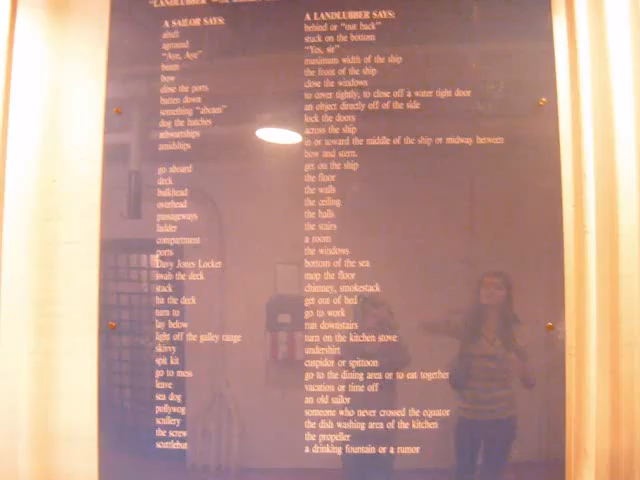 "LANDLUBBER"
A SAILOR SAYS: A LANDLUBBER SAYS:
abaft behind or "out back"
aground stuck on the bottom
"Aye, Aye" "Yes, sir"
beam maximum width of the ship
bow the front of the ship
close the ports close the windows
batten down to cover tightly; to close off a water tight door
something "abeam" an object directly off of the side
dog the hatches lock the doors
athwartships across the ship
amidships in or toward the middle of the ship or midway between
bow and stern.
go aboard get on the ship
deck the floor
bulkhead the walls
overhead the ceiling
passageways the halls
ladder the stairs
compartment a room
ports the windows
Davy Jones Locker bottom of the sea
swab the deck mop the floor
stack chimney, smokestack
hit the deck get out of bed
turn to go to work
lay below run downstairs
light off the galley range turn on the kitchen stove
skivvy undershirt
spit kit cuspidor or spittoon
go to mess go to the dining area or to eat together
leave vacation or time off
sea dog an old sailor
pollywog someone who never crossed the equator
scullery the dish washing area of the kitchen
the screw the propeller
scuttlebutt a drinking fountain or a rumor